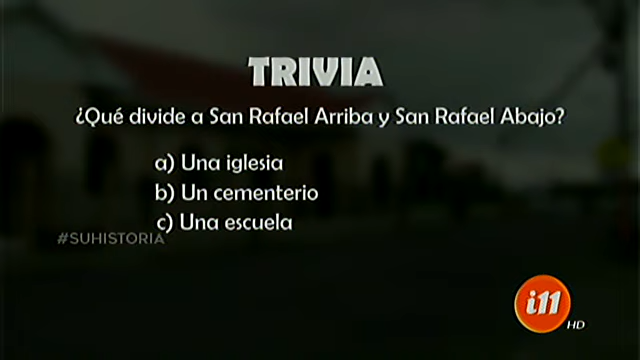 TRIVIA
¿Qué divide a San Rafael Arriba y San Rafael Abajo?
a) Una iglesia
b) Un cementerio
c) Una escuela
#SUHISTORIA
i11
HD